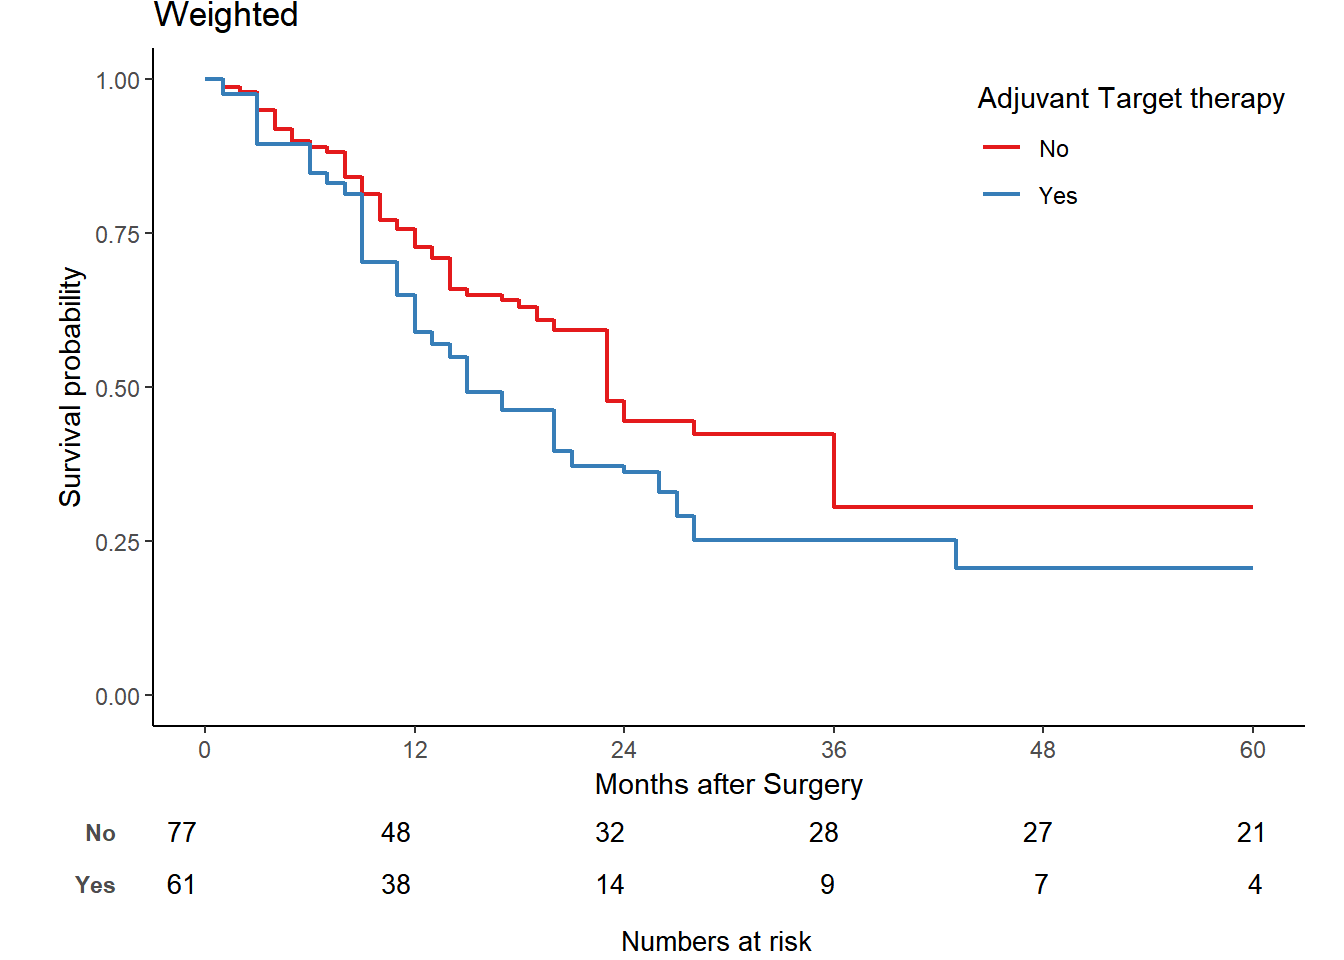 Weighted
Adjuvant Target therapy
No
Yes
Survival probability
1.00
0.75
0.50
0.25
0.00
0 12 24 36 48 60
Months after Surgery
No 77 48 32 28 27 21
Yes 61 38 14 9 7 4
Numbers at risk